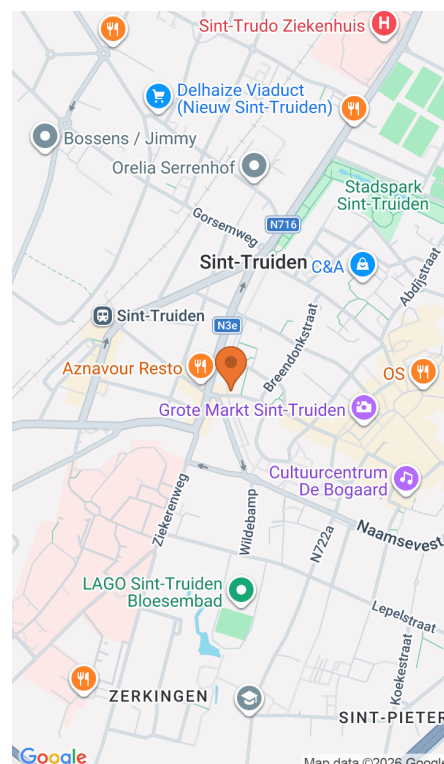 Sint-Trudo Ziekenhuis
H
Delhaize Viaduct
(Nieuw Sint-Truiden)
Bossens / Jimmy
Orelia Serrenhof
Stadspark
Sint-Truiden
Gorsemweg
N716
Sint-Truiden
C&A
Abdijstraat
Sint-Truiden
N3e
Breendonkstraat
Aznavour Resto
OS
Grote Markt Sint-Truiden
Cultuurcentrum
De Bogaard
Ziekerenweg
Wildebamp
N722a
Naamsevest
LAGO Sint-Truiden
Bloesembad
Lepelstraat
Koekestraat
ZERKINGEN
SINT-PIETER
Google
Map data ©2026 Google